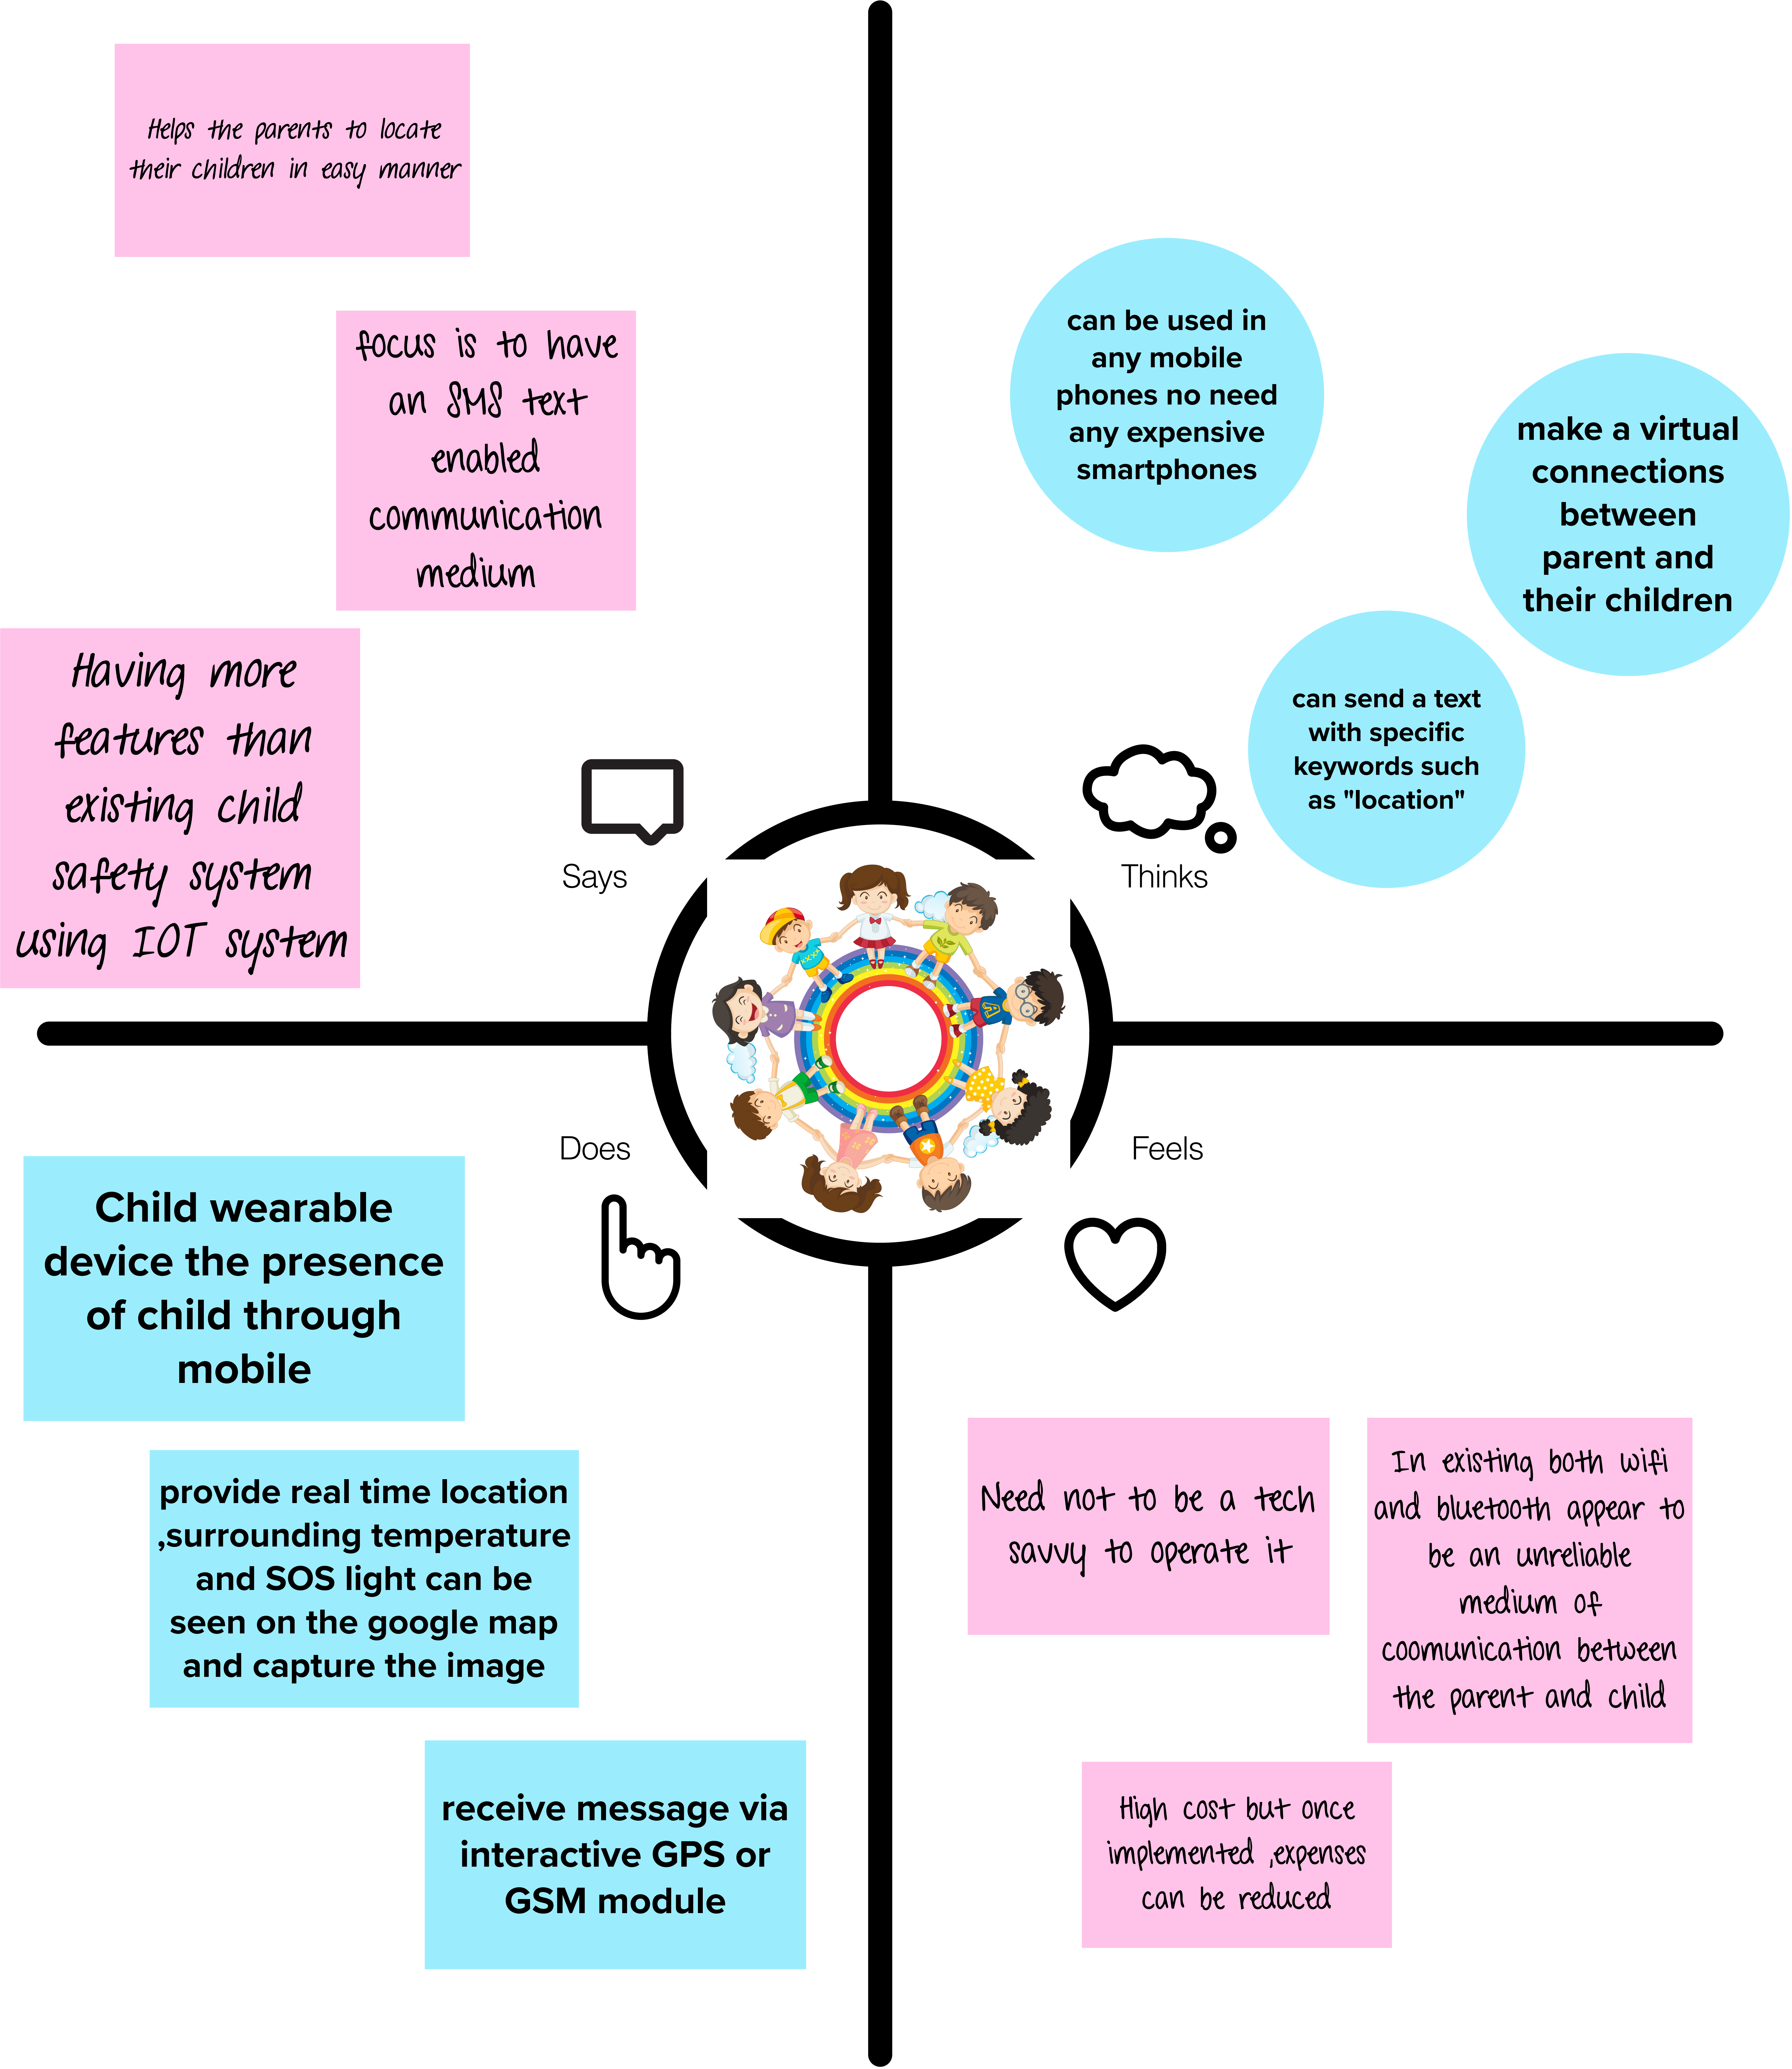 Helps the parents to locate
their children in easy manner
focus is to have
an SMS text
enabled
communication
medium
Having more
features than
existing child
safety system
using IOT system
Says
can be used in
any mobile
phones no need
any expensive
smartphones
make a virtual
connections
between
parent and
their children
can send a text
with specific
keywords such
as "location"
Thinks
Does
Child wearable
device the presence
of child through
mobile
provide real time location
,surrounding temperature
and SOS light can be
seen on the google map
and capture the image
receive message via
interactive GPS or
GSM module
Feels
Need not to be a tech
savvy to operate it
In existing both wifi
and bluetooth appear to
be an unreliable
medium of
coomunication between
the parent and child
High cost but once
implemented ,expenses
can be reduced